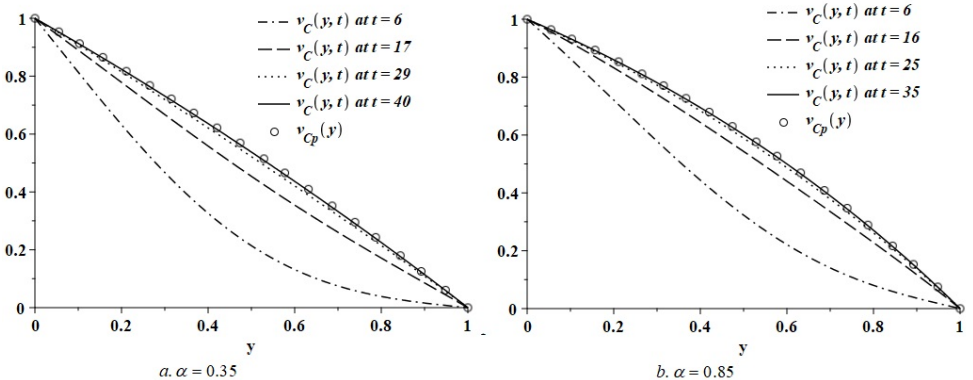 v_C(y, t) at t = 6
v_C(y, t) at t = 17
v_C(y, t) at t = 29
v_C(y, t) at t = 40
v_Cp(y)
1
0.8
0.6
0.4
0.2
0
0 0.2 0.4 0.6 0.8 1
y
a. α = 0.35
v_C(y, t) at t = 6
v_C(y, t) at t = 16
v_C(y, t) at t = 25
v_C(y, t) at t = 35
v_Cp(y)
1
0.8
0.6
0.4
0.2
0
0 0.2 0.4 0.6 0.8 1
y
b. α = 0.85